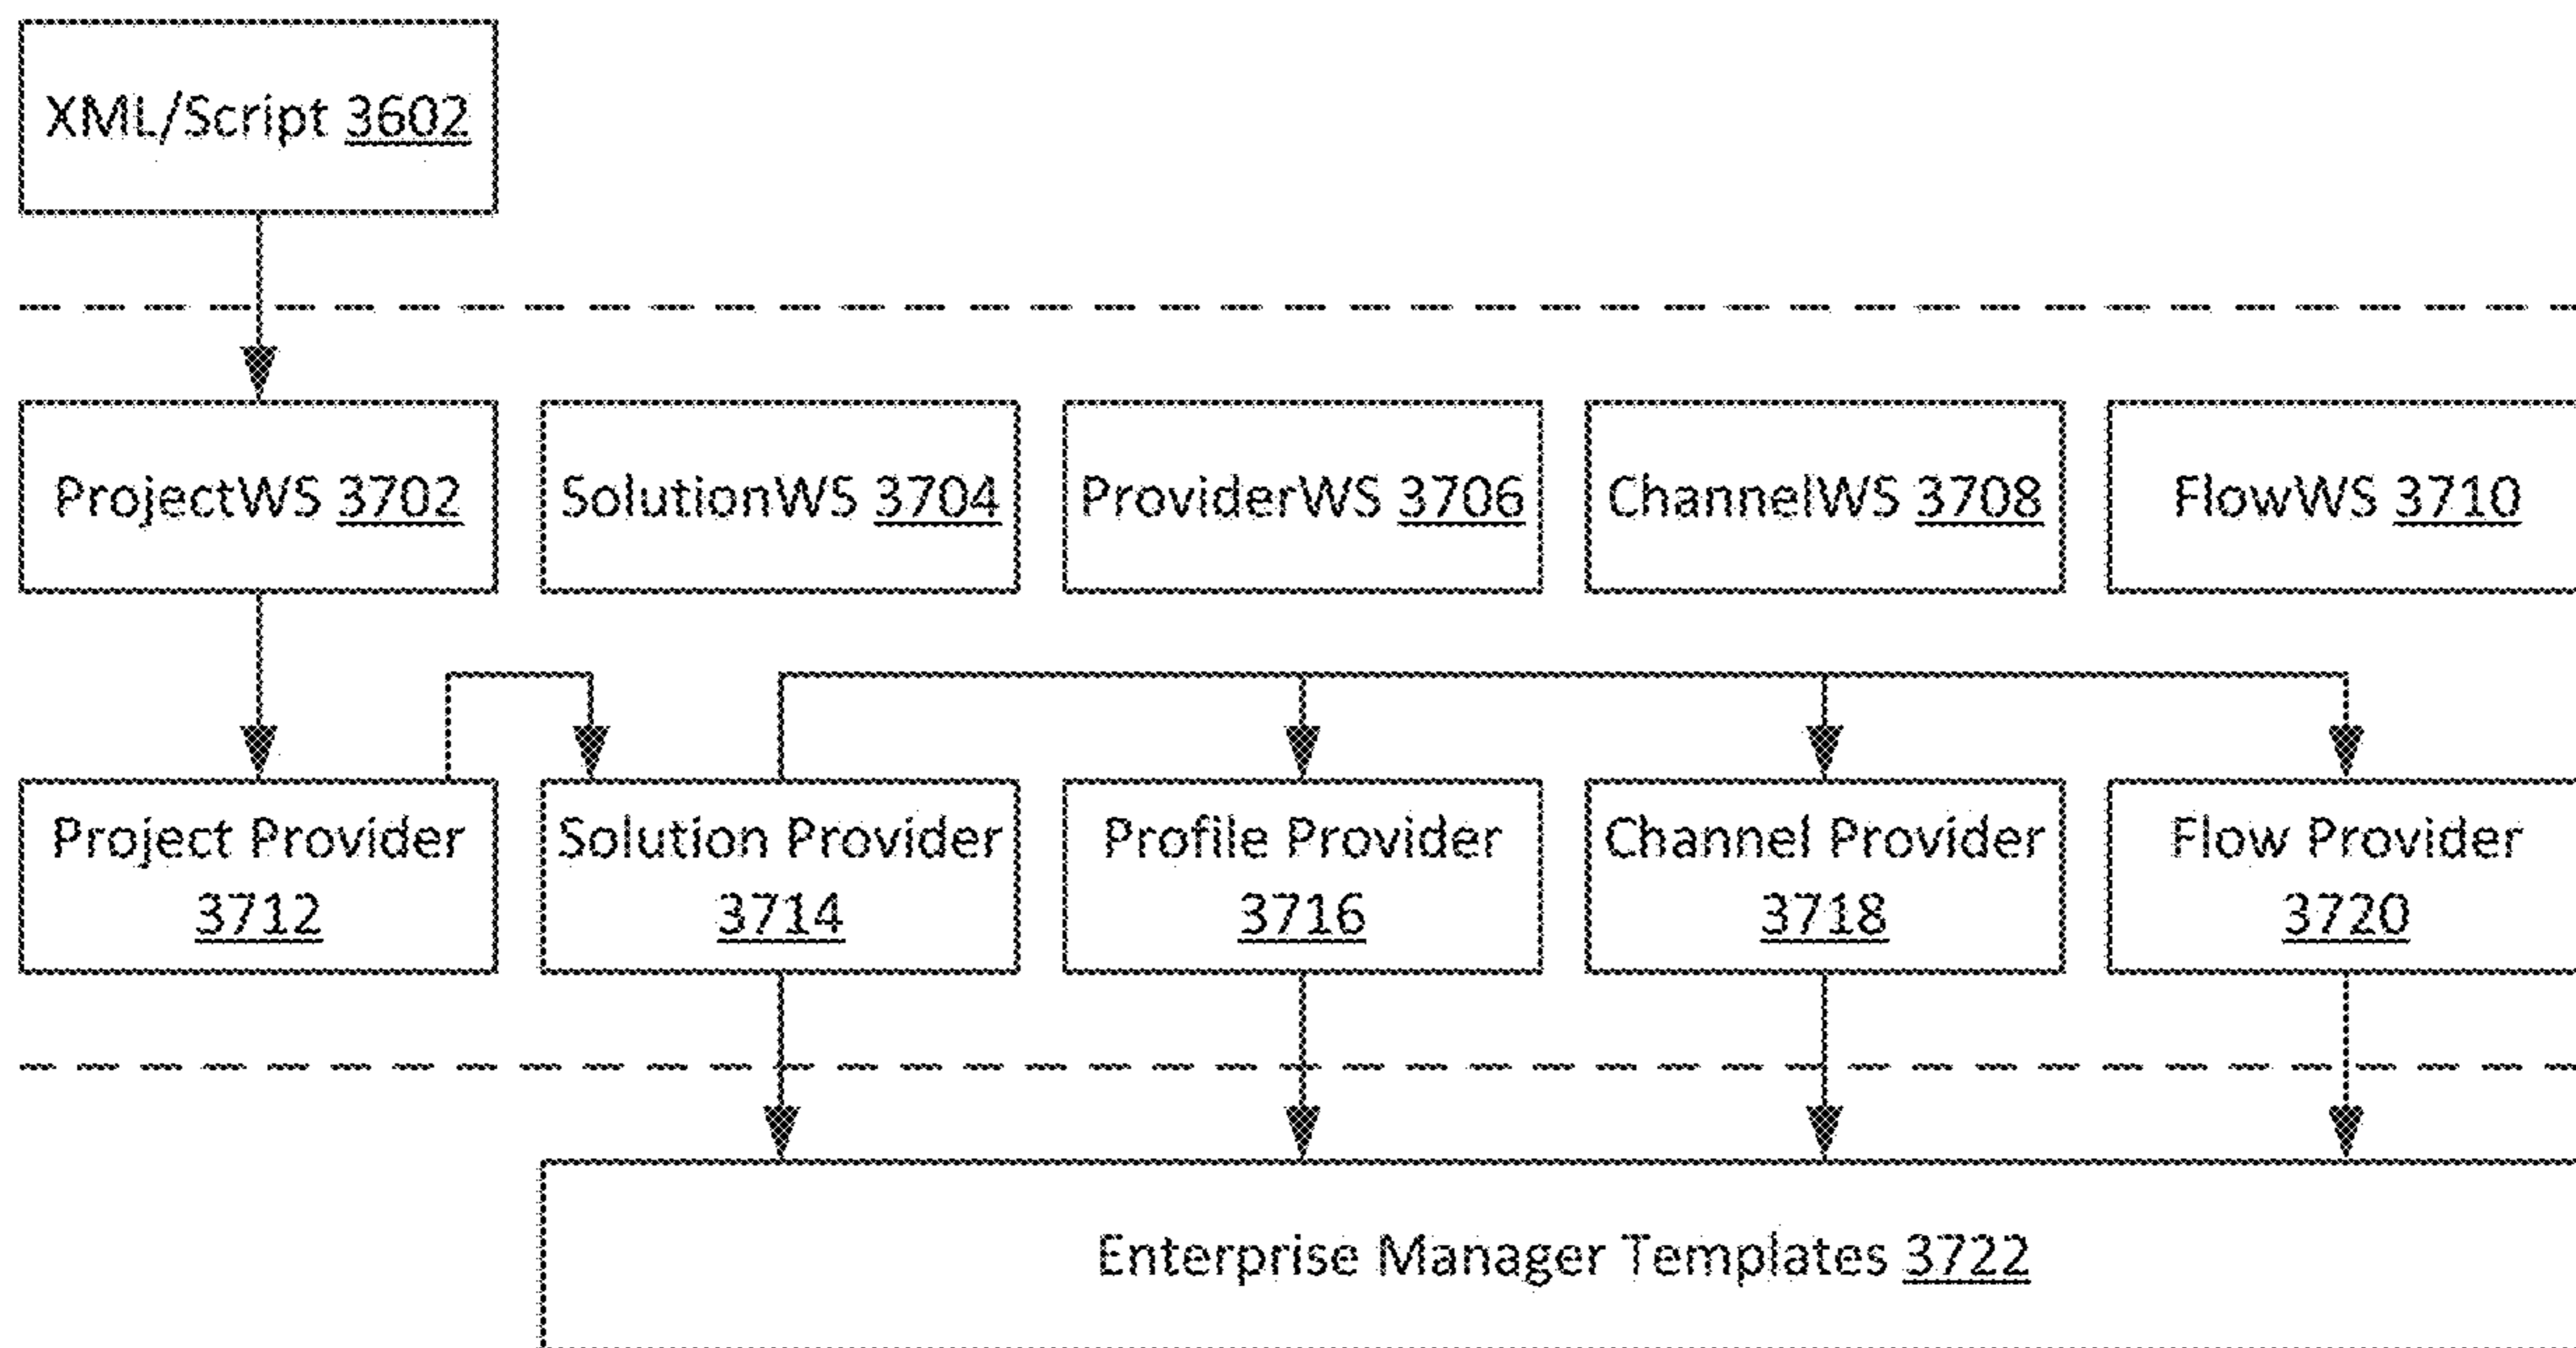 XML/Script 3602
ProjectWS 3702
SolutionWS 3704
ProviderWS 3706
ChannelWS 3708
FlowWS 3710
Project Provider
3712
Solution Provider
3714
Profile Provider
3716
Channel Provider
3718
Flow Provider
3720
Enterprise Manager Templates 3722